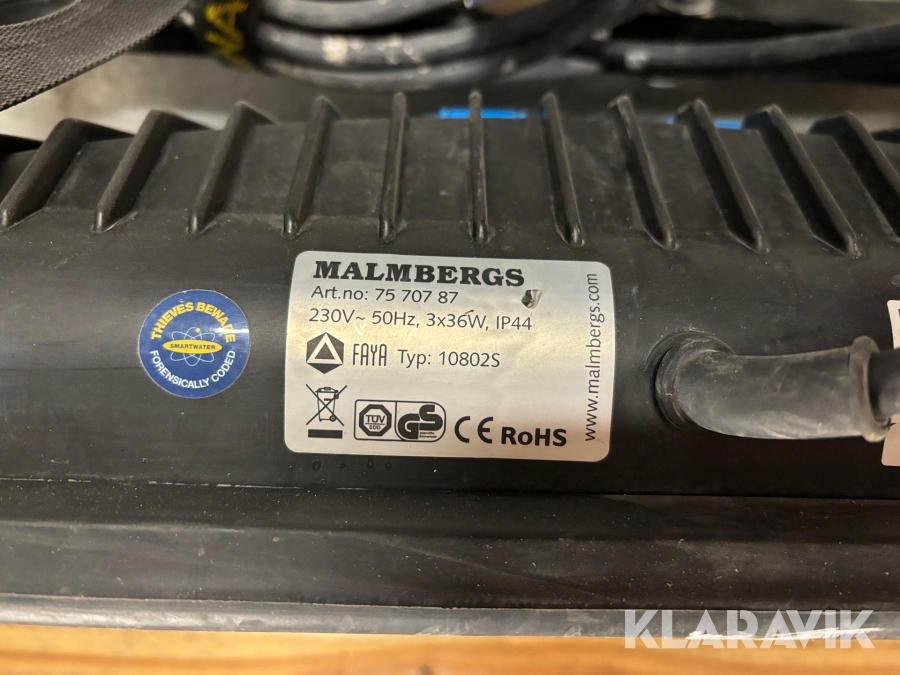 THIEVES BEWARE
SMARTWATER
FORENSICALLY CODED
MALMBERGS
Art.no: 75 707 87
230V~ 50Hz, 3x36W, IP44
FAYA Typ: 10802S
TÜV
GS
CE RoHS
www.malmbergs.com
KLARAVIK